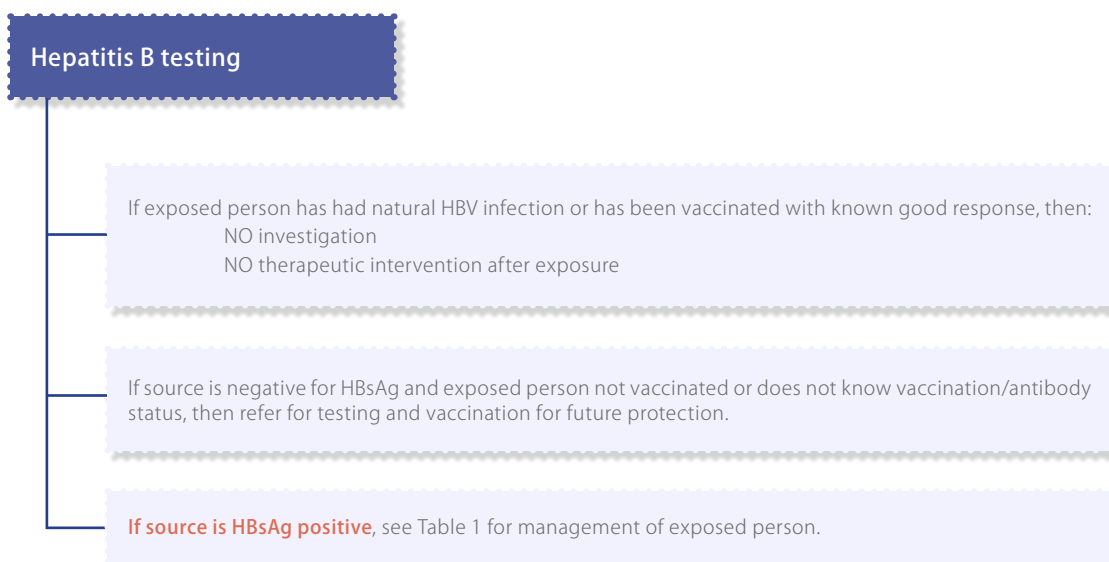 Hepatitis B testing
If exposed person has had natural HBV infection or has been vaccinated with known good response, then:
NO investigation
NO therapeutic intervention after exposure
If source is negative for HBsAg and exposed person not vaccinated or does not know vaccination/antibody
status, then refer for testing and vaccination for future protection.
If source is HBsAg positive, see Table 1 for management of exposed person.